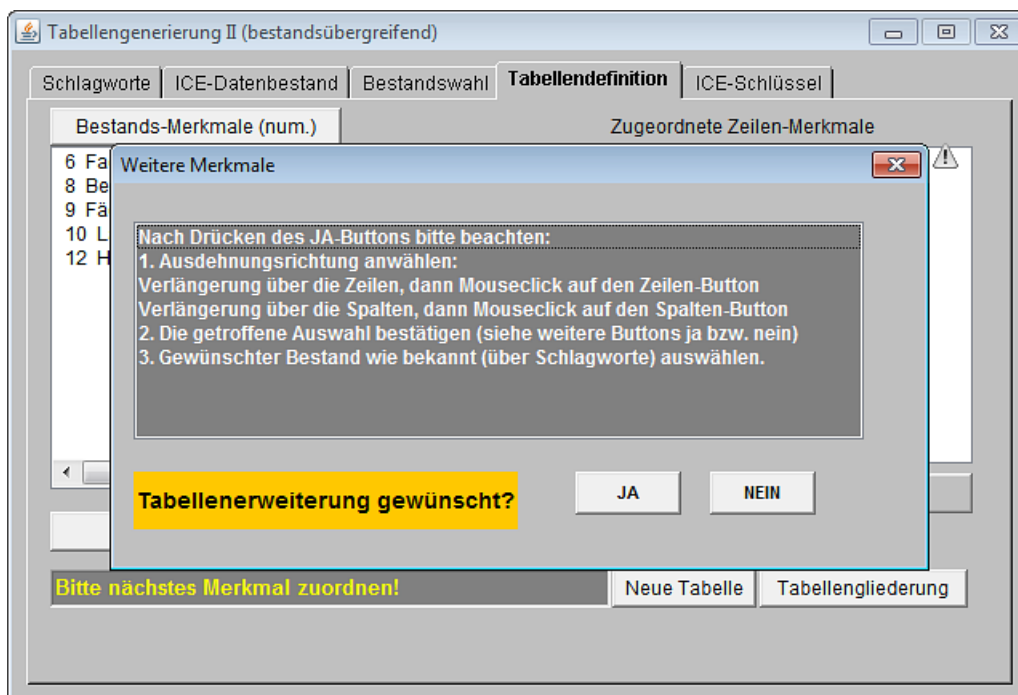 Tabellengenerierung II (bestandsübergreifend)
Schlagworte ICE-Datenbestand Bestandswahl Tabellendefinition ICE-Schlüssel
Bestands-Merkmale (num.) Zugeordnete Zeilen-Merkmale
6 Fa
8 Be
9 Fä
10 L
12 H
Weitere Merkmale
Nach Drücken des JA-Buttons bitte beachten:
1. Ausdehnungsrichtung anwählen:
Verlängerung über die Zeilen, dann Mouseclick auf den Zeilen-Button
Verlängerung über die Spalten, dann Mouseclick auf den Spalten-Button
2. Die getroffene Auswahl bestätigen (siehe weitere Buttons ja bzw. nein)
3. Gewünschter Bestand wie bekannt (über Schlagworte) auswählen.
Tabellenerweiterung gewünscht? JA NEIN
Bitte nächstes Merkmal zuordnen! Neue Tabelle Tabellengliederung